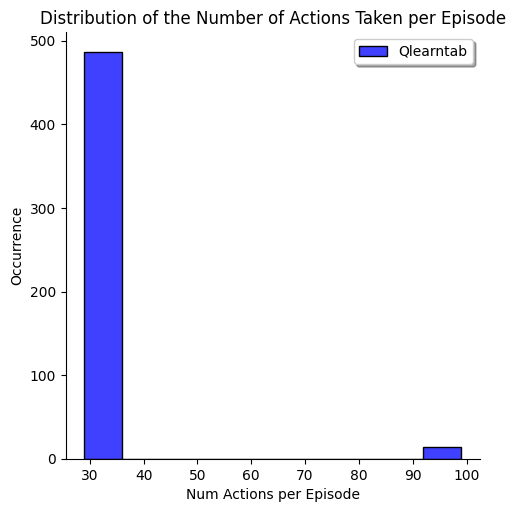 Distribution of the Number of Actions Taken per Episode
Qlearntab
500
400
300
200
100
0
Occurrence
30 40 50 60 70 80 90 100
Num Actions per Episode